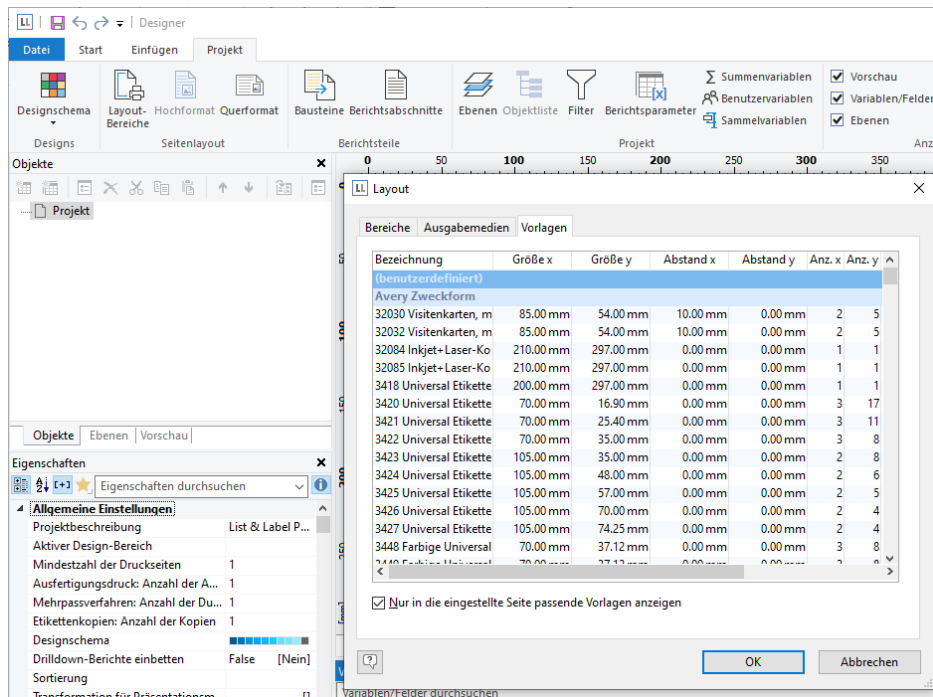 LL Designer
Datei Start Einfügen Projekt
Designschema Layout-Bereiche Hochformat Querformat Bausteine Berichtsabschnitte Ebenen Objektliste Filter Berichtsparameter
Summenvariablen Vorschau
Benutzervariablen Variablen/Felder
Sammelvariablen Ebenen
Designs Seitenlayout Berichtsteile Projekt Anz
Objekte
0 50 100 150 200 250 300 350
Projekt
Objekte Ebenen Vorschau
Eigenschaften
Eigenschaften durchsuchen
Allgemeine Einstellungen
Projektbeschreibung List & Label P...
Aktiver Design-Bereich
Mindestzahl der Druckseiten 1
Ausfertigungsdruck: Anzahl der A... 1
Mehrpassverfahren: Anzahl der Du... 1
Etikettenkopien: Anzahl der Kopien 1
Designschema
Drilldown-Berichte einbetten False [Nein]
Sortierung
LL Layout
Bereiche Ausgabemedien Vorlagen
Bezeichnung Größe x Größe y Abstand x Abstand y Anz. x Anz. y
(benutzerdefiniert)
Avery Zweckform
32030 Visitenkarten, m 85.00 mm 54.00 mm 10.00 mm 0.00 mm 2 5
32032 Visitenkarten, m 85.00 mm 54.00 mm 10.00 mm 0.00 mm 2 5
32084 Inkjet+Laser-Ko 210.00 mm 297.00 mm 0.00 mm 0.00 mm 1 1
32085 Inkjet+Laser-Ko 210.00 mm 297.00 mm 0.00 mm 0.00 mm 1 1
3418 Universal Etikette 200.00 mm 297.00 mm 0.00 mm 0.00 mm 1 1
3420 Universal Etikette 70.00 mm 16.90 mm 0.00 mm 0.00 mm 3 17
3421 Universal Etikette 70.00 mm 25.40 mm 0.00 mm 0.00 mm 3 11
3422 Universal Etikette 70.00 mm 35.00 mm 0.00 mm 0.00 mm 3 8
3423 Universal Etikette 105.00 mm 35.00 mm 0.00 mm 0.00 mm 2 8
3424 Universal Etikette 105.00 mm 48.00 mm 0.00 mm 0.00 mm 2 6
3425 Universal Etikette 105.00 mm 57.00 mm 0.00 mm 0.00 mm 2 5
3426 Universal Etikette 105.00 mm 70.00 mm 0.00 mm 0.00 mm 2 4
3427 Universal Etikette 105.00 mm 74.25 mm 0.00 mm 0.00 mm 2 4
3448 Farbige Universal 70.00 mm 37.12 mm 0.00 mm 0.00 mm 3 8
Nur in die eingestellte Seite passende Vorlagen anzeigen
OK Abbrechen
Variablen/Felder durchsuchen